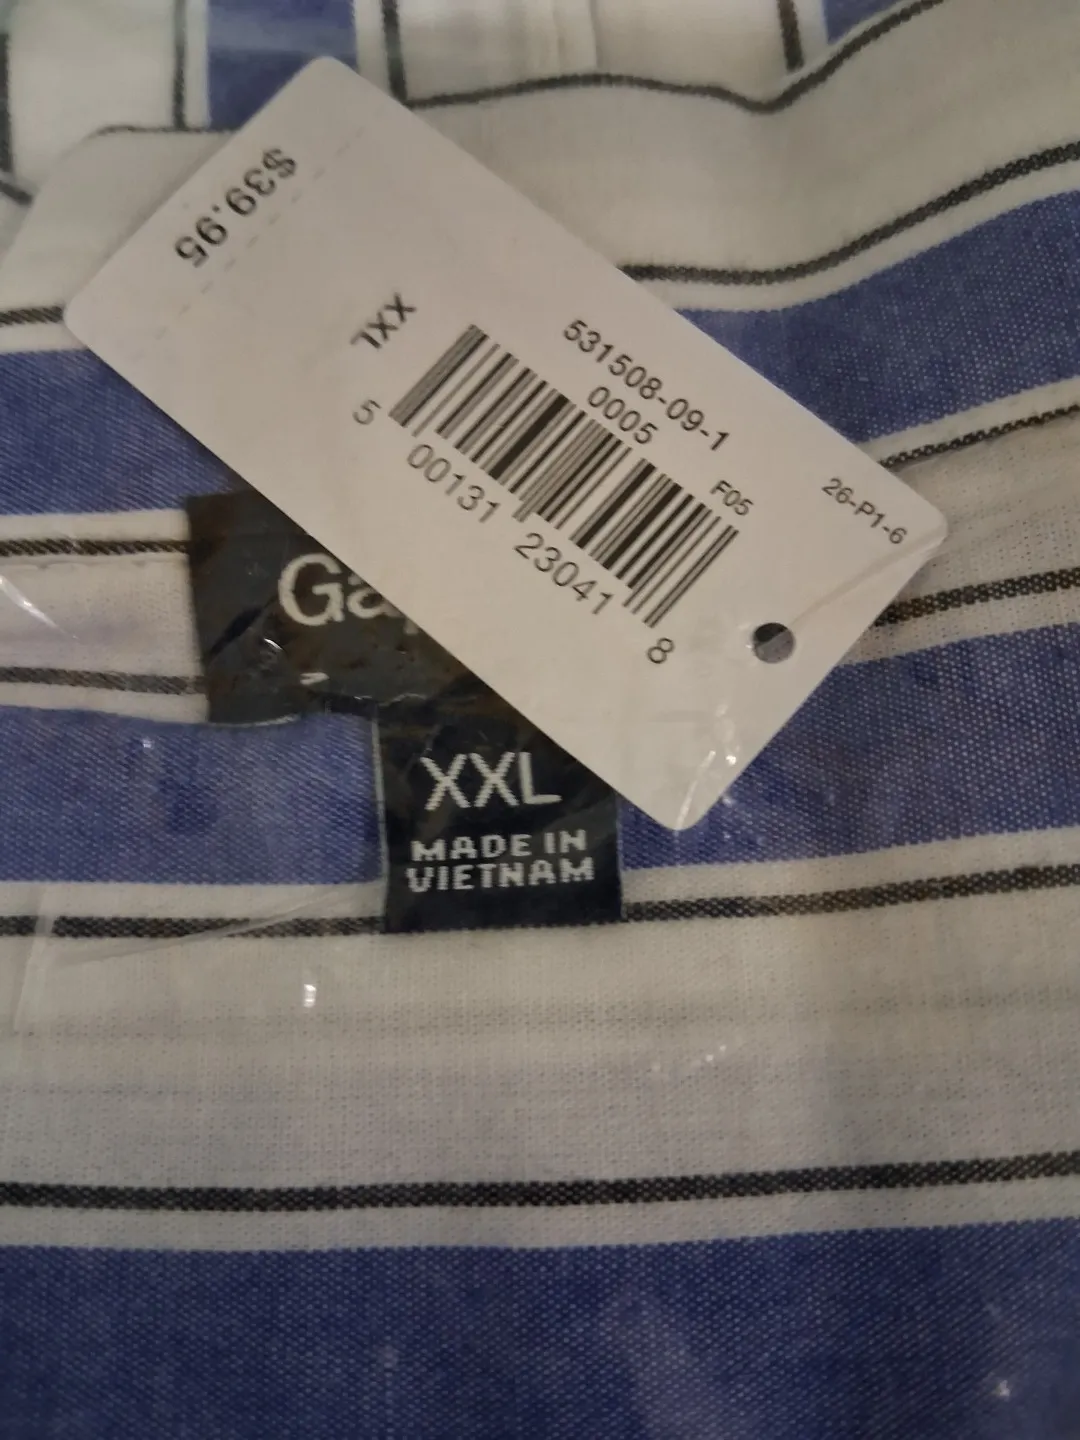 $39.95
XXL
531508-09-1
0005
F05
26-P1-6
5 00131 23041 8
XXL
MADE IN
VIETNAM